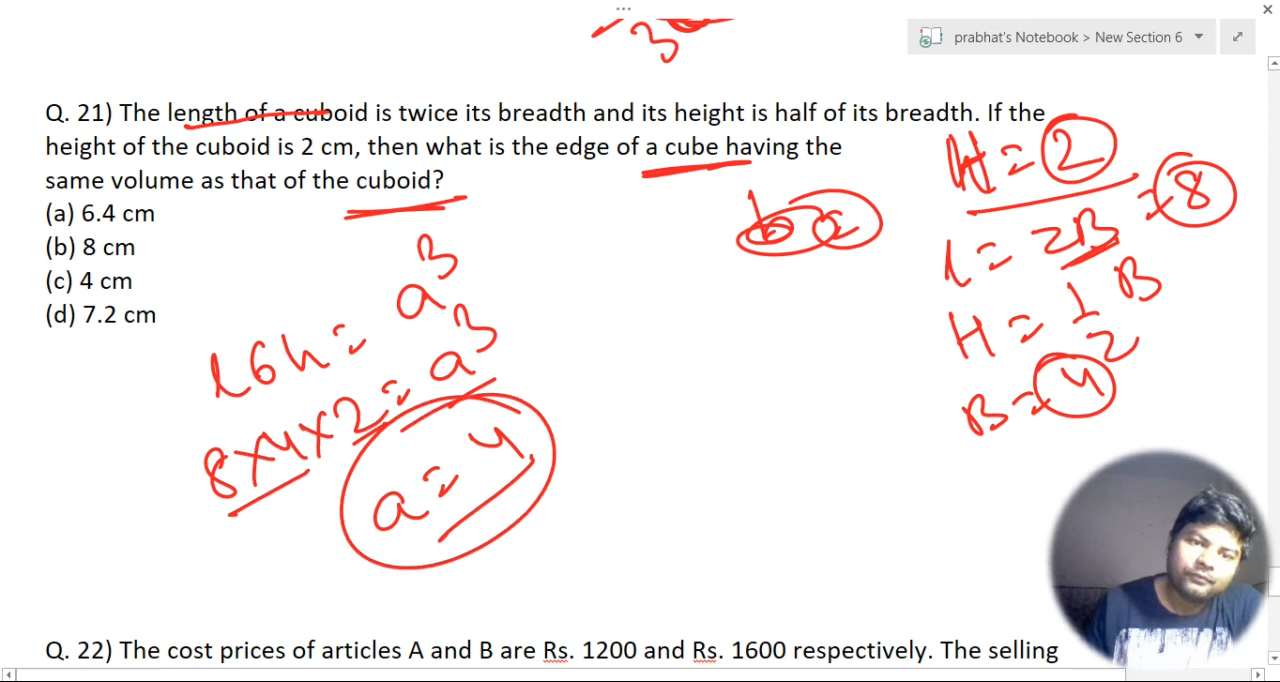 ...
3
prabhat's Notebook > New Section 6
Q. 21) The length of a cuboid is twice its breadth and its height is half of its breadth. If the
height of the cuboid is 2 cm, then what is the edge of a cube having the
same volume as that of the cuboid?
(a) 6.4 cm
(b) 8 cm
(c) 4 cm
(d) 7.2 cm
H = 2
l = 2B = 8
H = 1/2 B
B = 4
lbh = a³
8×4×2 = a³
a = 4
Q. 22) The cost prices of articles A and B are Rs. 1200 and Rs. 1600 respectively. The selling